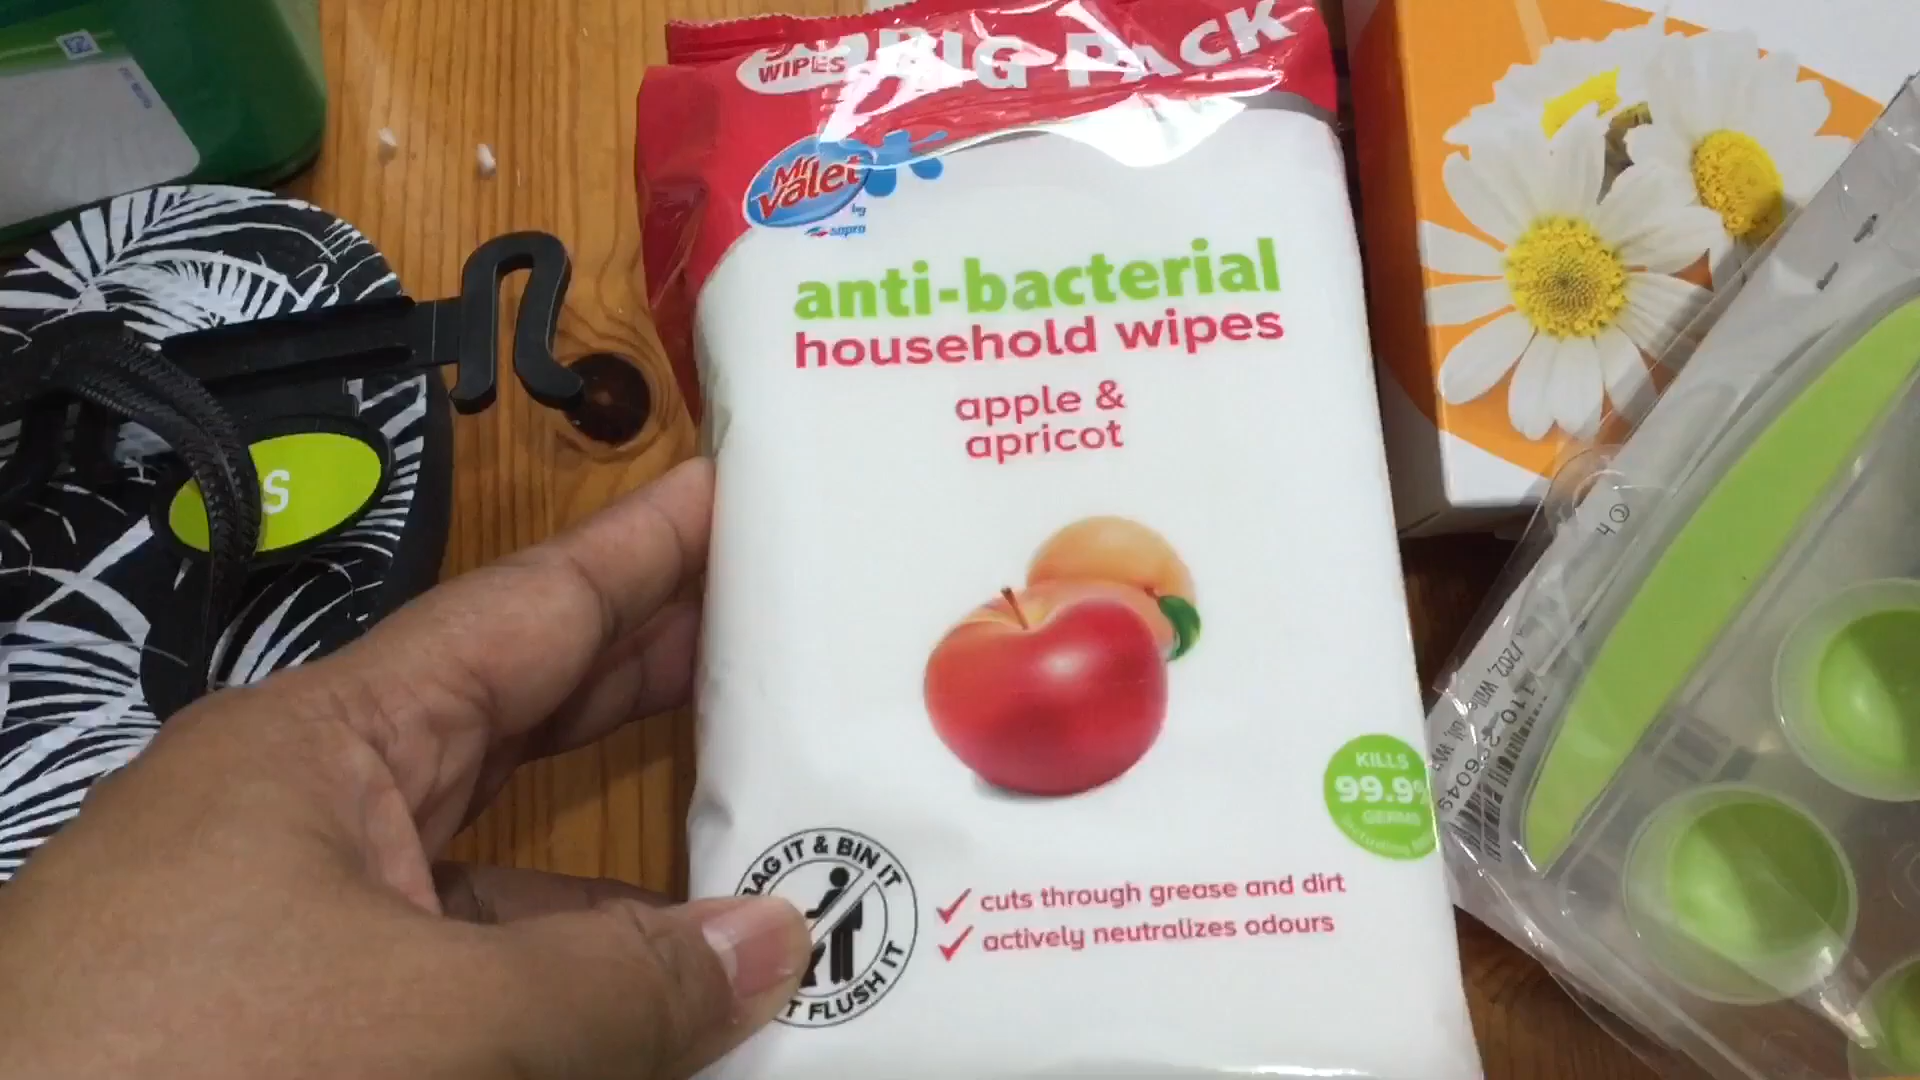 WIPES
BIG PACK
Mr
Valet
by
sapro
anti-bacterial
household wipes
apple &
apricot
S
KILLS
99.9%
GERMS
BAG IT & BIN IT
FLUSH IT
cuts through grease and dirt
actively neutralizes odours
© h